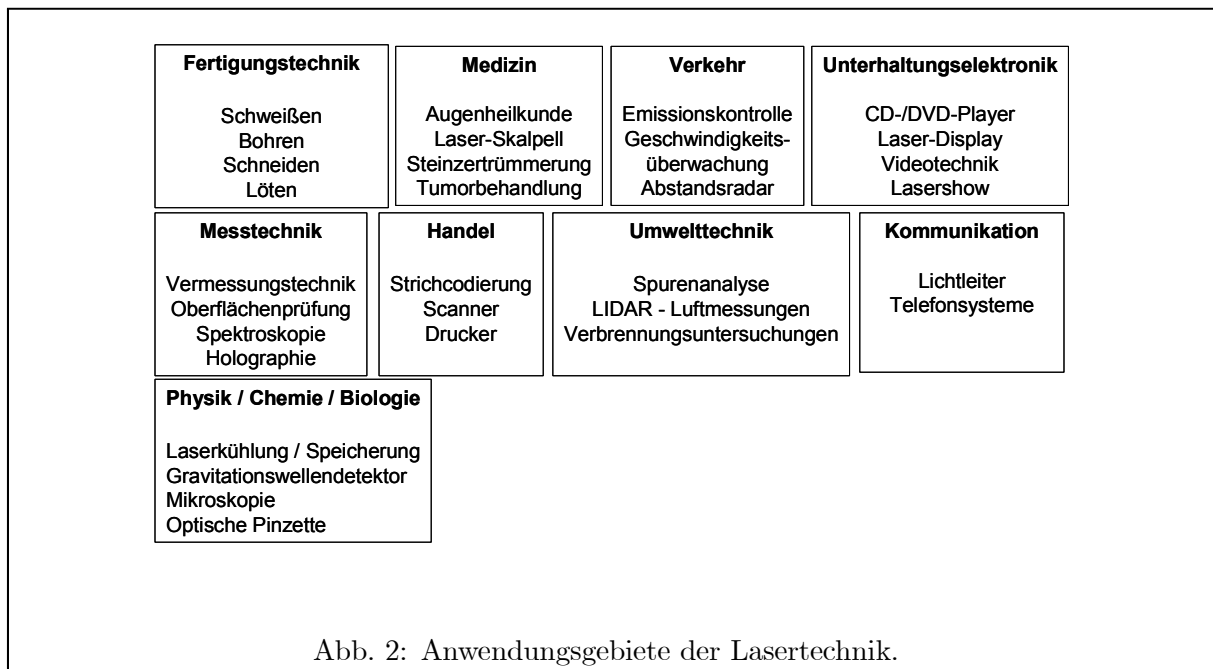 Fertigungstechnik
Schweißen
Bohren
Schneiden
Löten
Medizin
Augenheilkunde
Laser-Skalpell
Steinzertrümmerung
Tumorbehandlung
Verkehr
Emissionskontrolle
Geschwindigkeits-
überwachung
Abstandsradar
Unterhaltungselektronik
CD-/DVD-Player
Laser-Display
Videotechnik
Lasershow
Messtechnik
Vermessungstechnik
Oberflächenprüfung
Spektroskopie
Holographie
Handel
Strichcodierung
Scanner
Drucker
Umwelttechnik
Spurenanalyse
LIDAR - Luftmessungen
Verbrennungsuntersuchungen
Kommunikation
Lichtleiter
Telefonsysteme
Physik / Chemie / Biologie
Laserkühlung / Speicherung
Gravitationswellendetektor
Mikroskopie
Optische Pinzette
Abb. 2: Anwendungsgebiete der Lasertechnik.